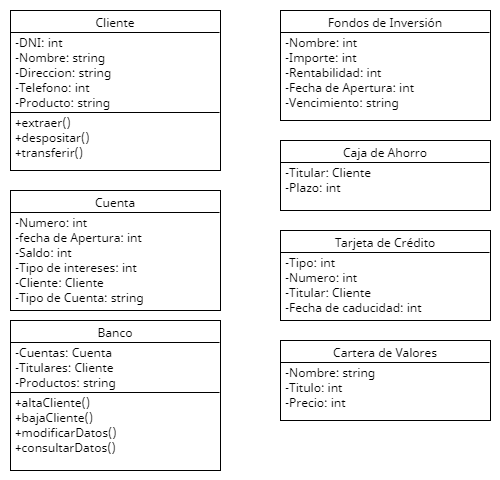 Cliente
-DNI: int
-Nombre: string
-Direccion: string
-Telefono: int
-Producto: string
+extraer()
+despositar()
+transferir()
Cuenta
-Numero: int
-fecha de Apertura: int
-Saldo: int
-Tipo de intereses: int
-Cliente: Cliente
-Tipo de Cuenta: string
Banco
-Cuentas: Cuenta
-Titulares: Cliente
-Productos: string
+altaCliente()
+bajaCliente()
+modificarDatos()
+consultarDatos()
Fondos de Inversión
-Nombre: int
-Importe: int
-Rentabilidad: int
-Fecha de Apertura: int
-Vencimiento: string
Caja de Ahorro
-Titular: Cliente
-Plazo: int
Tarjeta de Crédito
-Tipo: int
-Numero: int
-Titular: Cliente
-Fecha de caducidad: int
Cartera de Valores
-Nombre: string
-Titulo: int
-Precio: int